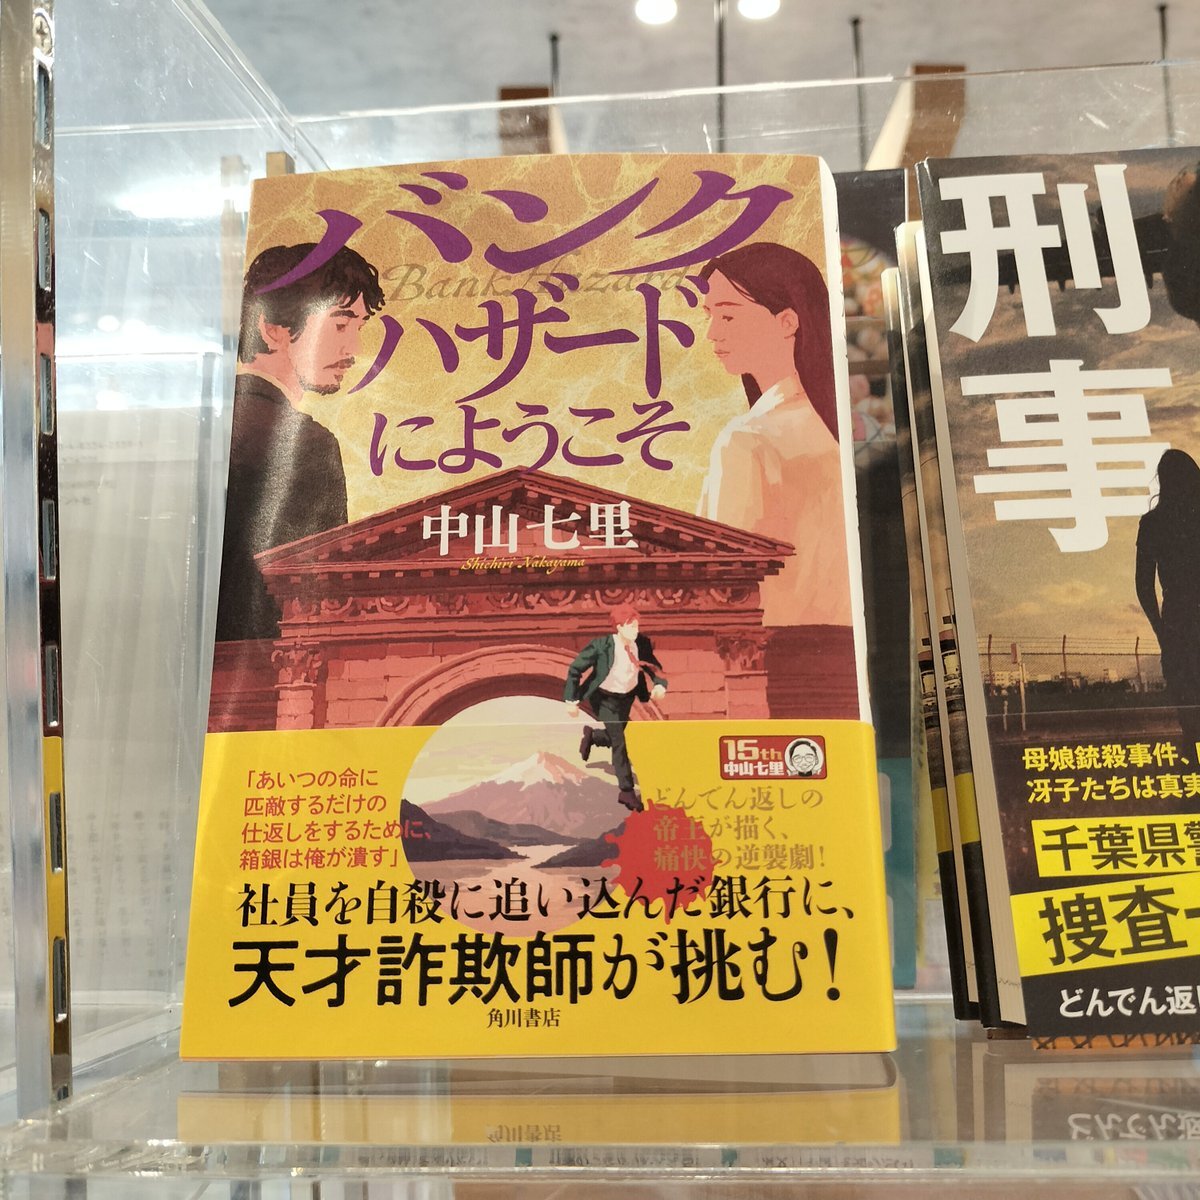 バンク
Bank Hazard
ハザード
にようこそ
中山七里
Shichiri Nakayama
15th
中山七里
「あいつの命に
匹敵するだけの
仕返しをするために、
箱銀は俺が潰す」
どんでん返しの
帝王が描く、
痛快の逆襲劇!
社員を自殺に追い込んだ銀行に、
天才詐欺師が挑む!
角川書店
刑事
母娘銃殺事件、
冴子たちは真実
千葉県警
捜査一
どんでん返し